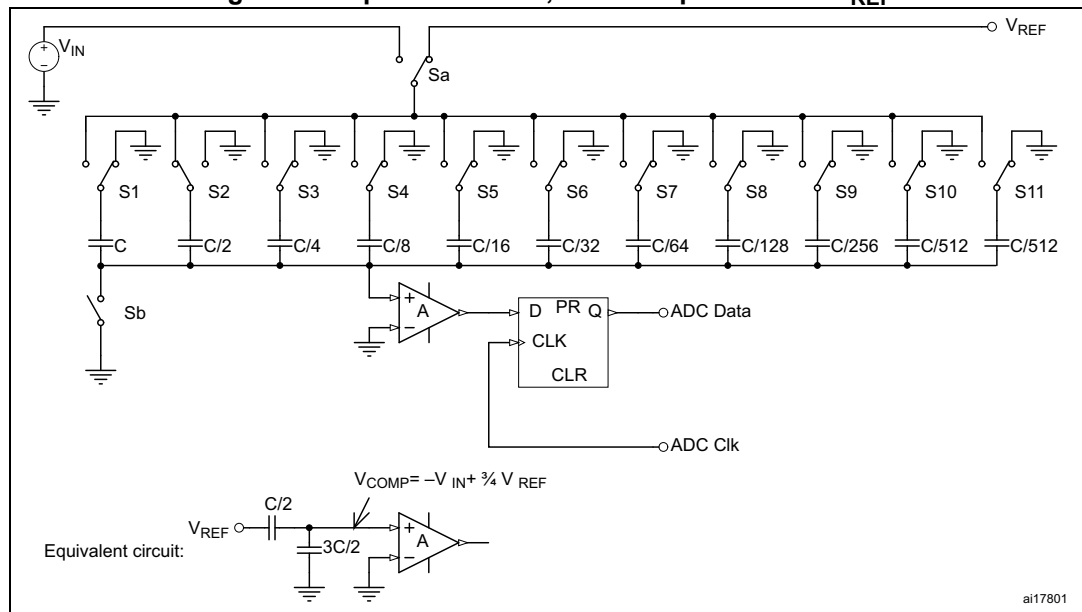 V_REF
V_IN
Sa
S1 S2 S3 S4 S5 S6 S7 S8 S9 S10 S11
C C/2 C/4 C/8 C/16 C/32 C/64 C/128 C/256 C/512 C/512
Sb
+
A
−
D PR Q
CLK
CLR
ADC Data
ADC Clk
V_COMP= –V_IN+ ¾ V_REF
C/2
V_REF
3C/2
+
A
−
Equivalent circuit:
ai17801